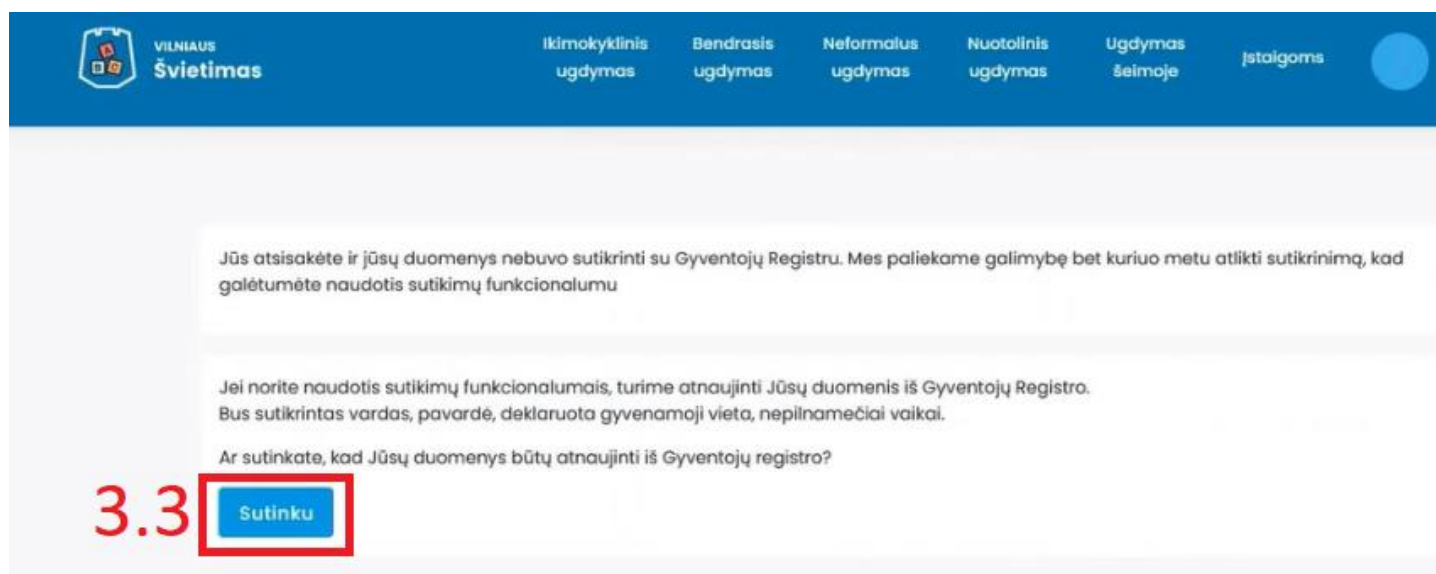 VILNIAUS
Švietimas
Ikimokyklinis
ugdymas
Bendrasis
ugdymas
Neformalus
ugdymas
Nuotolinis
ugdymas
Ugdymas
šeimoje
Įstaigoms
Jūs atsisakėte ir jūsų duomenys nebuvo sutikrinti su Gyventojų Registru. Mes paliekame galimybę bet kuriuo metu atlikti sutikrinimą, kad
galėtumėte naudotis sutikimų funkcionalumu
Jei norite naudotis sutikimų funkcionalumais, turime atnaujinti Jūsų duomenis iš Gyventojų Registro.
Bus sutikrintas vardas, pavardė, deklaruota gyvenamoji vieta, nepilnamečiai vaikai.
Ar sutinkate, kad Jūsų duomenys būtų atnaujinti iš Gyventojų registro?
3.3
Sutinku